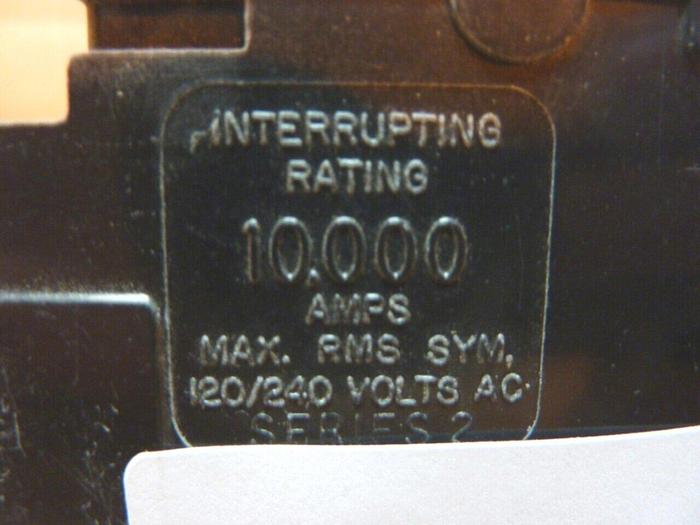 INTERRUPTING
RATING
10,000
AMPS
MAX. RMS SYM,
120/240 VOLTS AC
SERIES 2